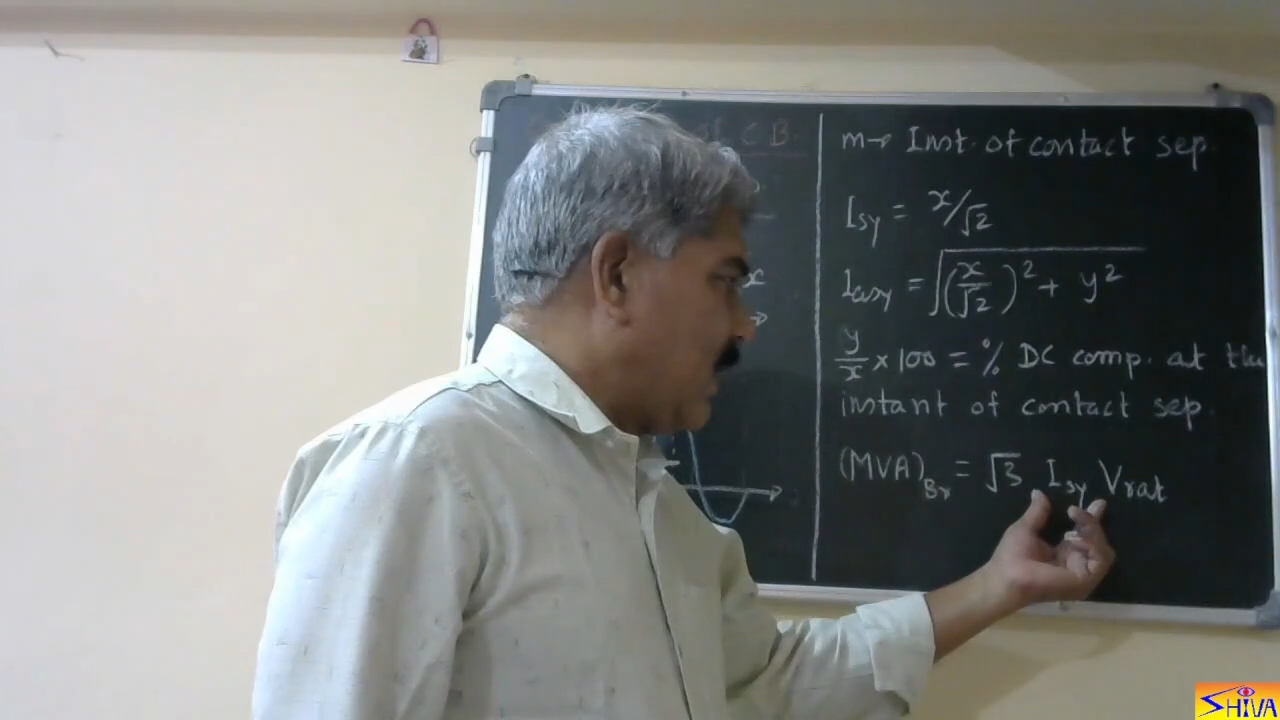 of C B.
x
m→ Inst. of contact sep.
Isy = x/√2
Iasy = √(x/√2)² + y²
y/x × 100 = % DC comp. at the
instant of contact sep.
(MVA)Br = √3 Isy Vrat
SHIVA